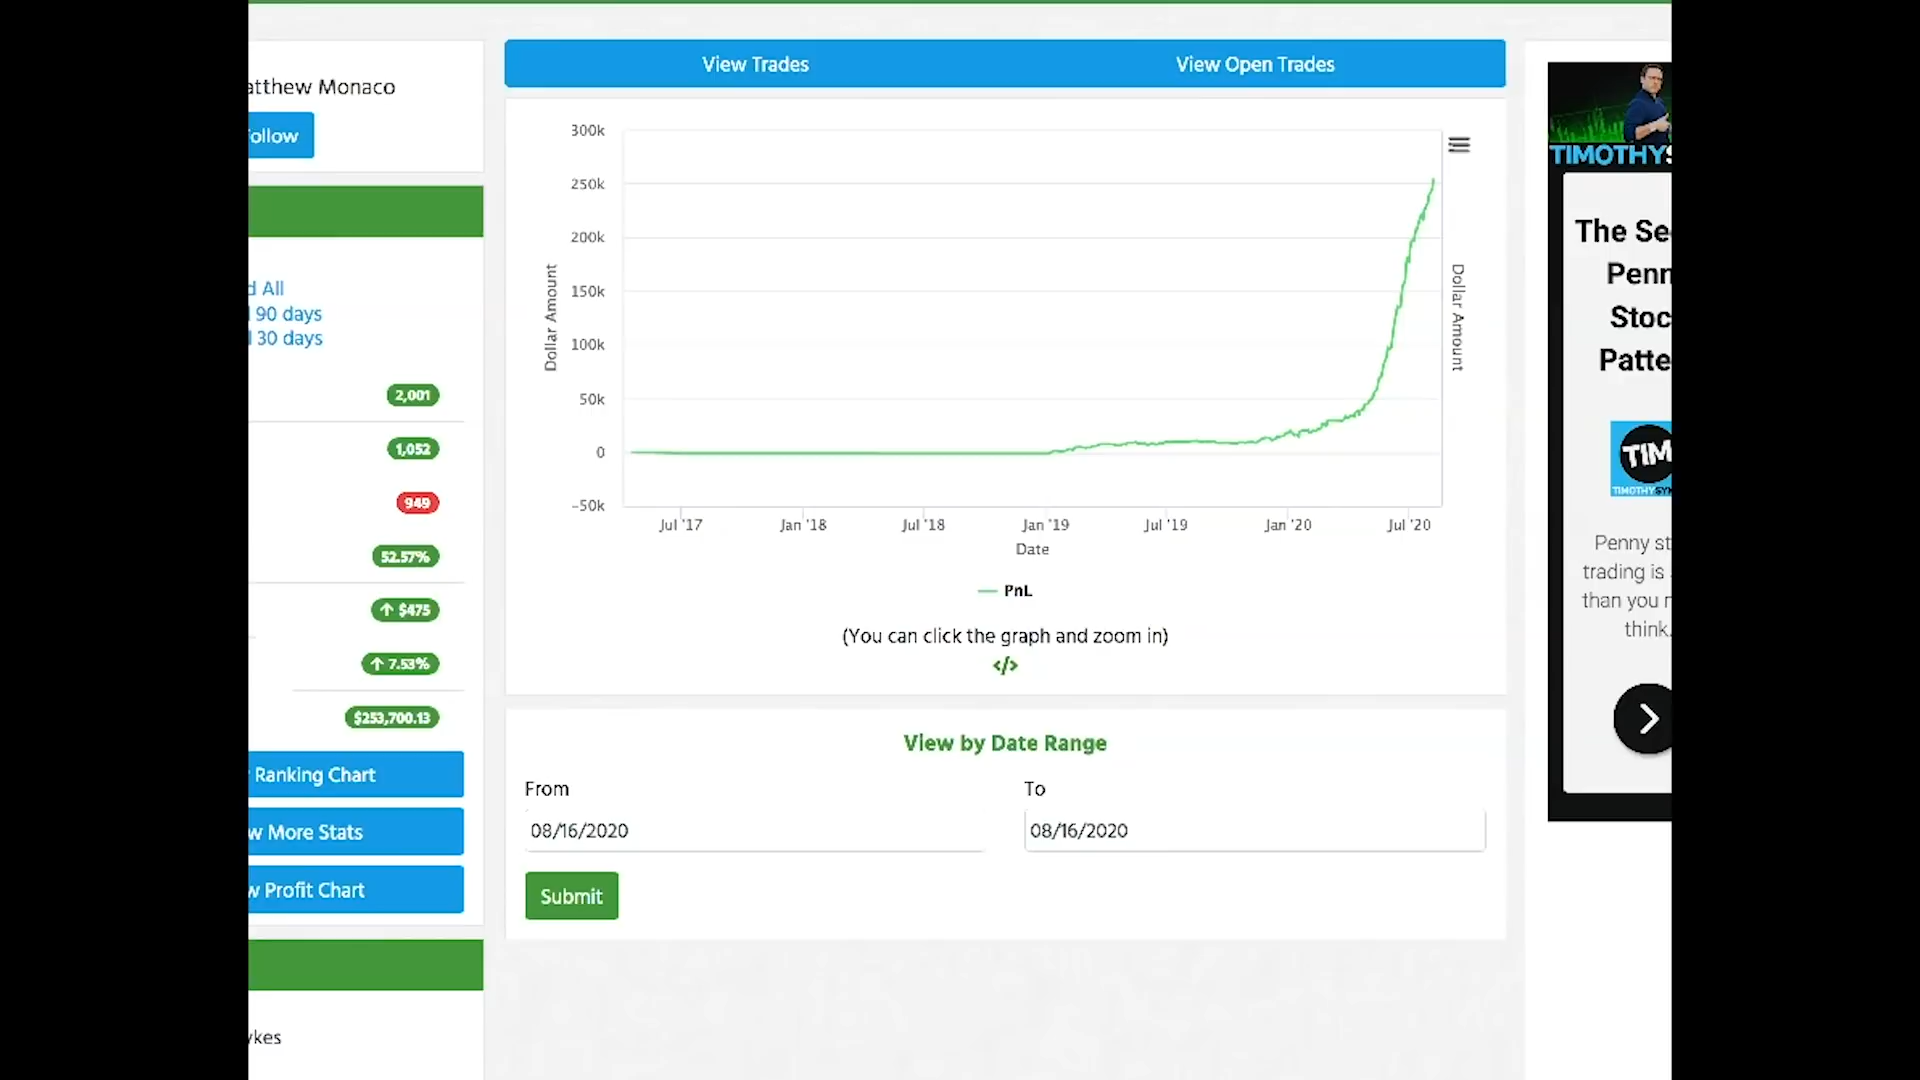 atthew Monaco
ollow
d All
90 days
30 days
2,001
1,052
949
52.57%
↑ $475
↑ 7.53%
$253,700.13
Ranking Chart
w More Stats
w Profit Chart
ykes
View Trades
View Open Trades
300k
250k
200k
150k
100k
50k
0
-50k
Dollar Amount
Dollar Amount
Jul '17
Jan '18
Jul '18
Jan '19
Jul '19
Jan '20
Jul '20
Date
PnL
(You can click the graph and zoom in)
</>
View by Date Range
From
To
08/16/2020
08/16/2020
Submit
TIMOTHYS
The Se
Penn
Stoc
Patte
TIM
TIMOTHYSYK
Penny st
trading is
than you
think.